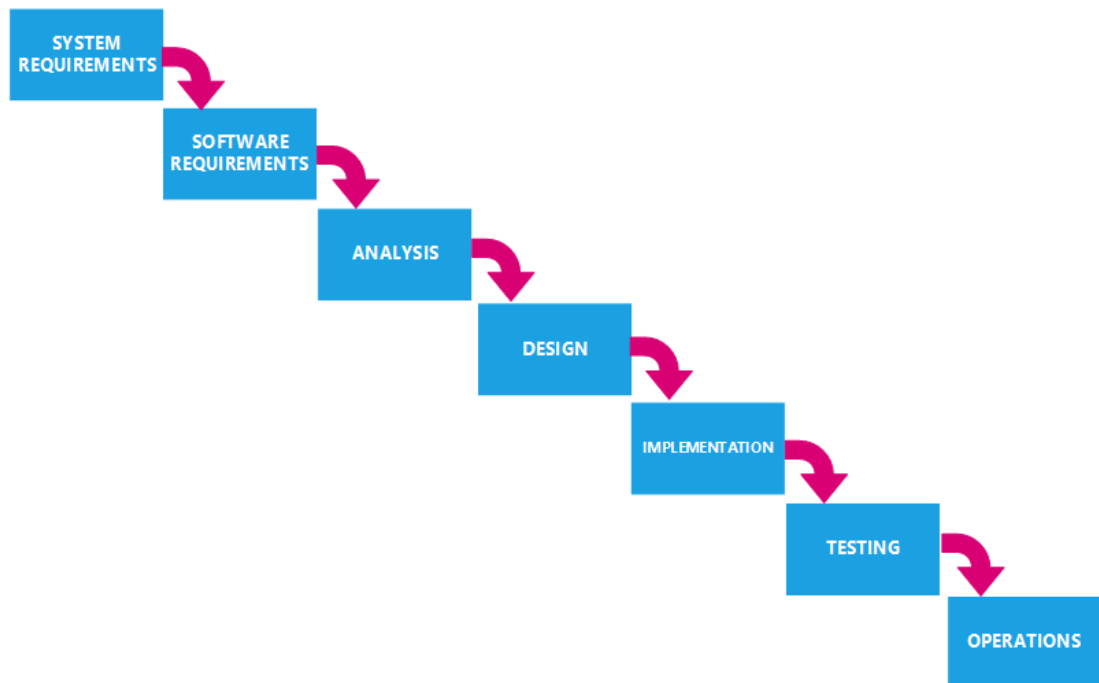 SYSTEM
REQUIREMENTS
SOFTWARE
REQUIREMENTS
ANALYSIS
DESIGN
IMPLEMENTATION
TESTING
OPERATIONS